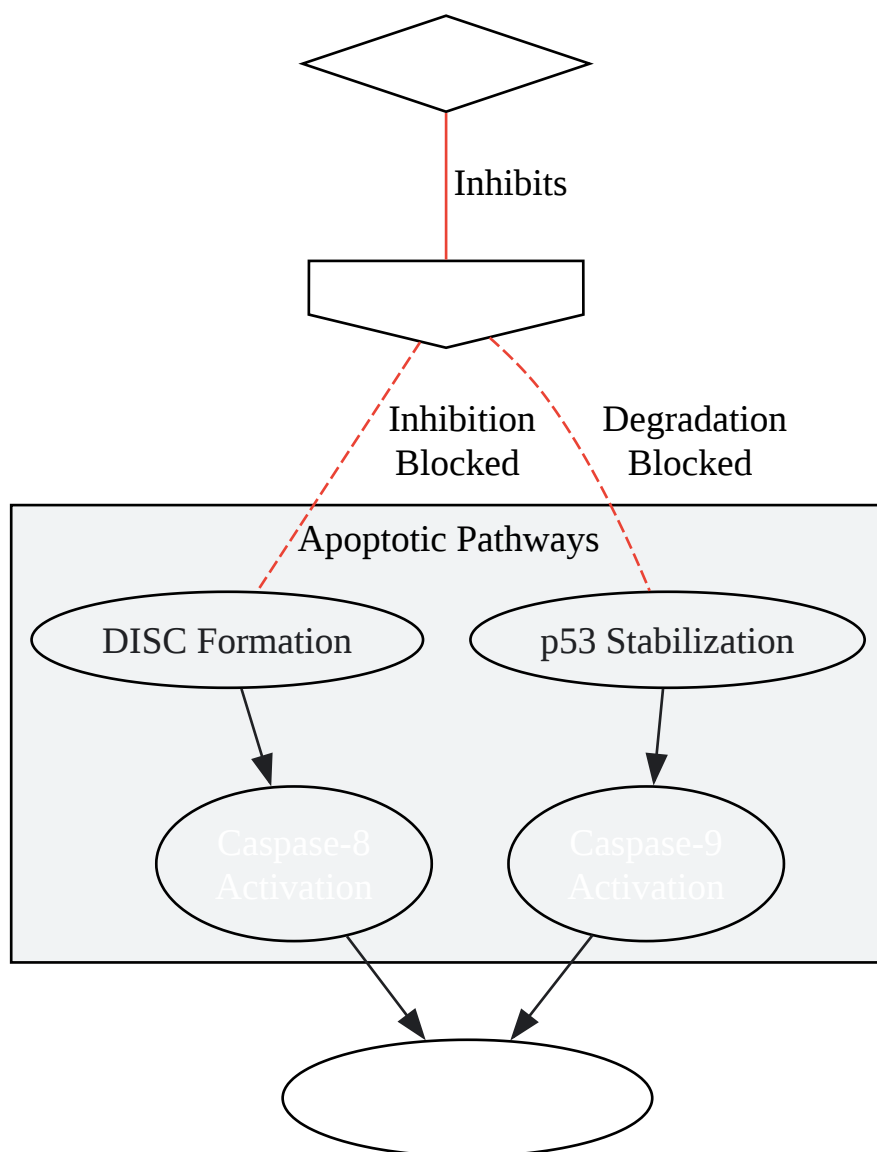 Inhibits
Inhibition
Blocked
Degradation
Blocked
Apoptotic Pathways
DISC Formation
p53 Stabilization
Caspase-8
Activation
Caspase-9
Activation